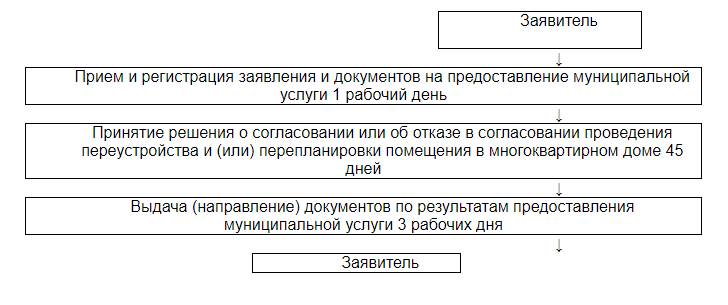 Заявитель
↓
Прием и регистрация заявления и документов на предоставление муниципальной
услуги 1 рабочий день
↓
Принятие решения о согласовании или об отказе в согласовании проведения
переустройства и (или) перепланировки помещения в многоквартирном доме 45
дней
↓
Выдача (направление) документов по результатам предоставления
муниципальной услуги 3 рабочих дня
↓
Заявитель